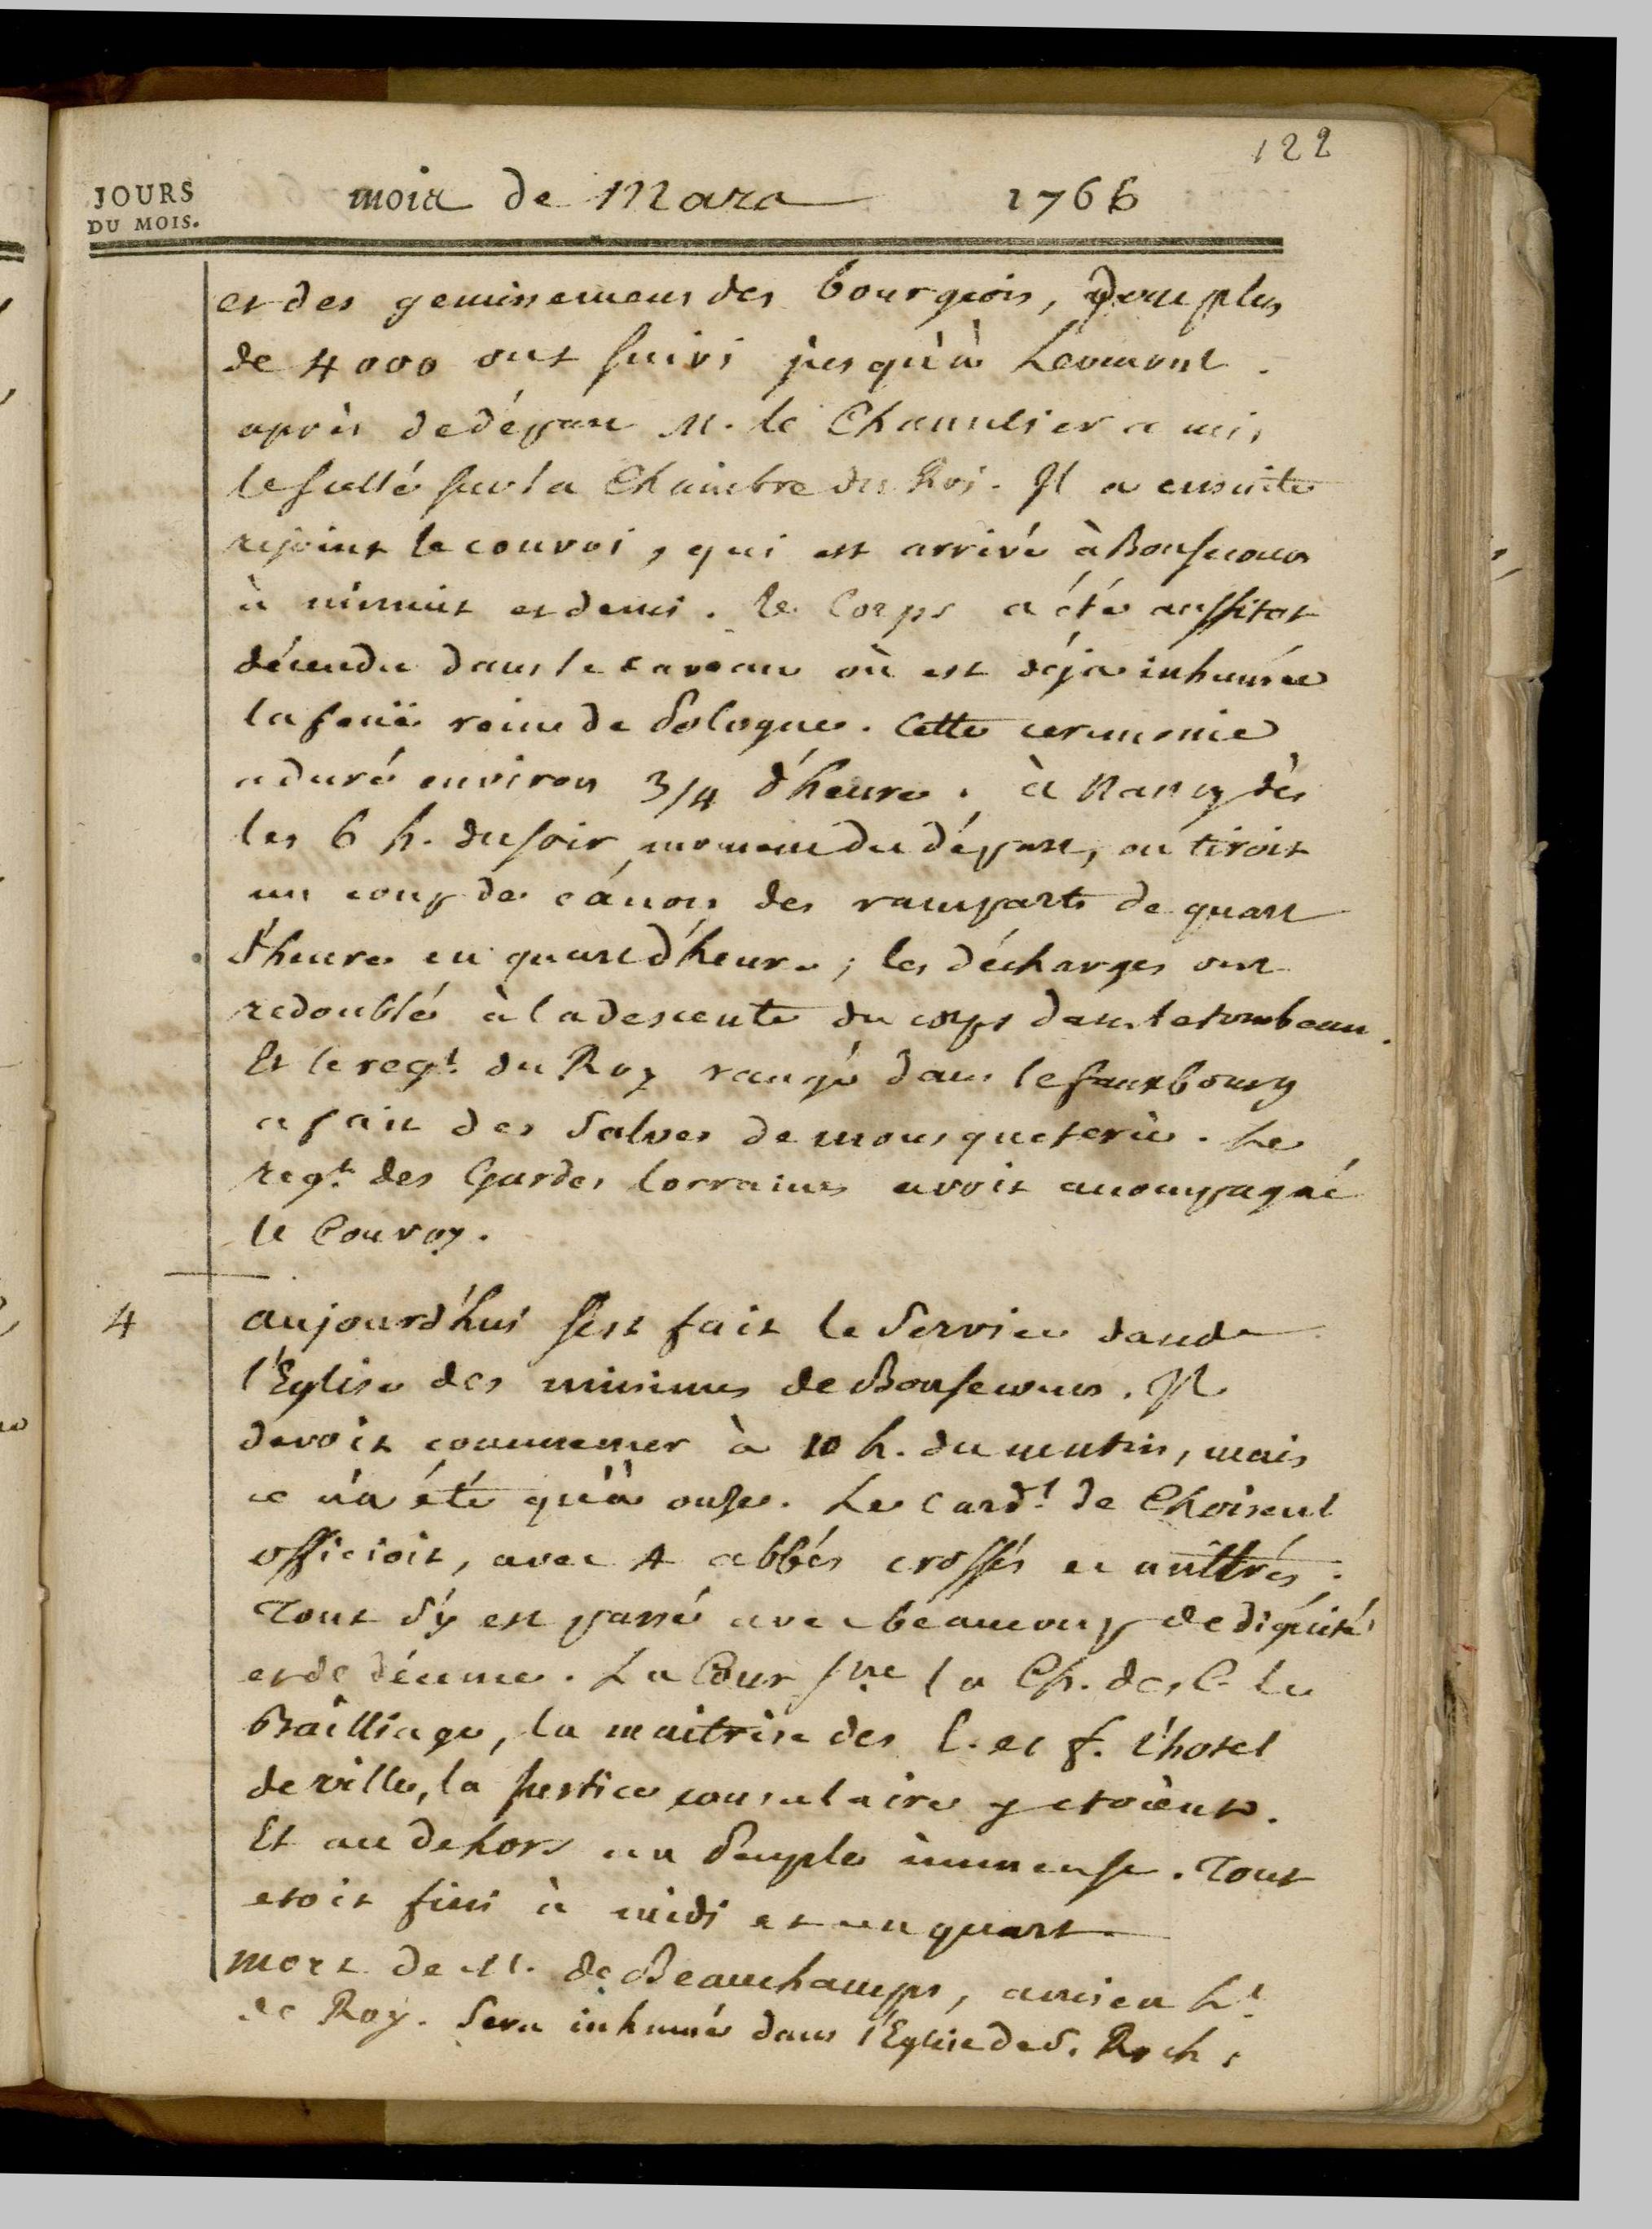 122
JOURS
DU MOIS.
mois de Mars 1766
et des gemissemens des bourgeois, dont plus
de 4000 ont suivi jusqu'à Leomont.
après de départ M. le Chancelier a mis
le scellé sur la Chambre du Roi. Il a ensuite
rejoint le convoi, qui est arrivé à Bonsecours
à minuit et demi. le Corps a été aussitot
décendu dans le caveau où est déja inhumée
la feuë reine de Pologne. Cette ceremonie
a duré environ 3/4 d'heure. à Nancy dès
les 6 h. du soir, moment du départ, on tiroit
un coup de cánon des ramparts de quart
d'heure en quart d'heure; les décharges ont
redoublé à la descente du corps dans le tombeau.
Et le regt. du Roy rangé dans le fauxbourg
a fait des Salves de mousqueterie. Le
regt. des Gardes Lorraines avoit accompagné
le Convoy.
4
aujourd'hui s'est fait le Service dans
l'Eglise des minimes de Bonsecours. Il
devoit commencer à 10 h. du matin, mais
ce n'a été qu'à onze. Le Cardl. de Choiseul
officioit, avec 4 abbés crossés et mittrés;
Tout s'y est passé avec beaucoup de dignité
et de décence. La Cour sne la Ch. des C. le
Bailliage, la maitrise des E. et f. l'hotel
de ville, la justice consulaire y etoient.
Et au dehors un Peuple immense. Tout
etoit fini à midi et un quart.
mort de M. de Beauchamps, ancien Lt.
de Roy. Sera inhumé dans l'Eglise de S. Roch.